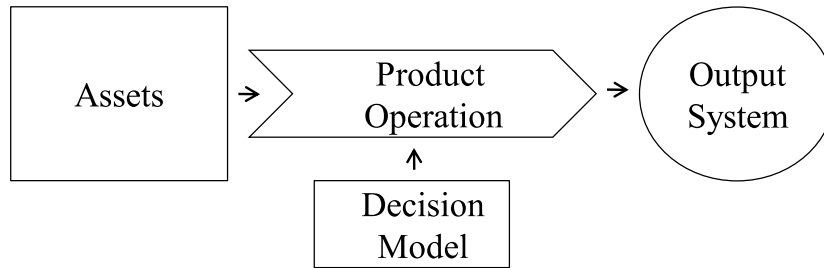 Assets
Product
Operation
Output
System
Decision
Model